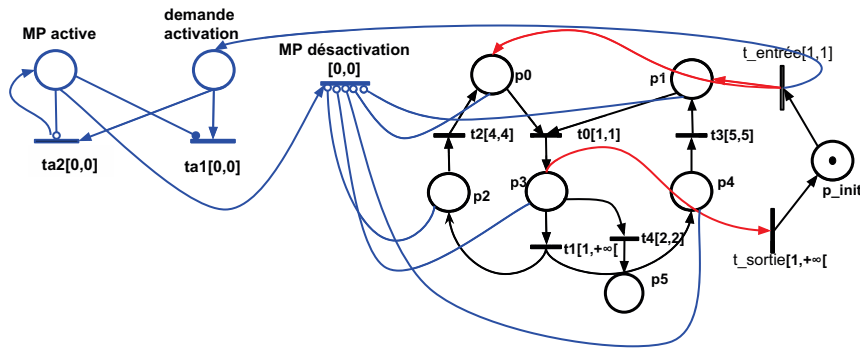 MP active
demande
activation
MP désactivation
[0,0]
t_entrée[1,1]
p0
p1
t2[4,4]
t0[1,1]
t3[5,5]
ta2[0,0]
ta1[0,0]
p2
p3
p4
p_init
t1[1,+∞[
t4[2,2]
t_sortie[1,+∞[
p5